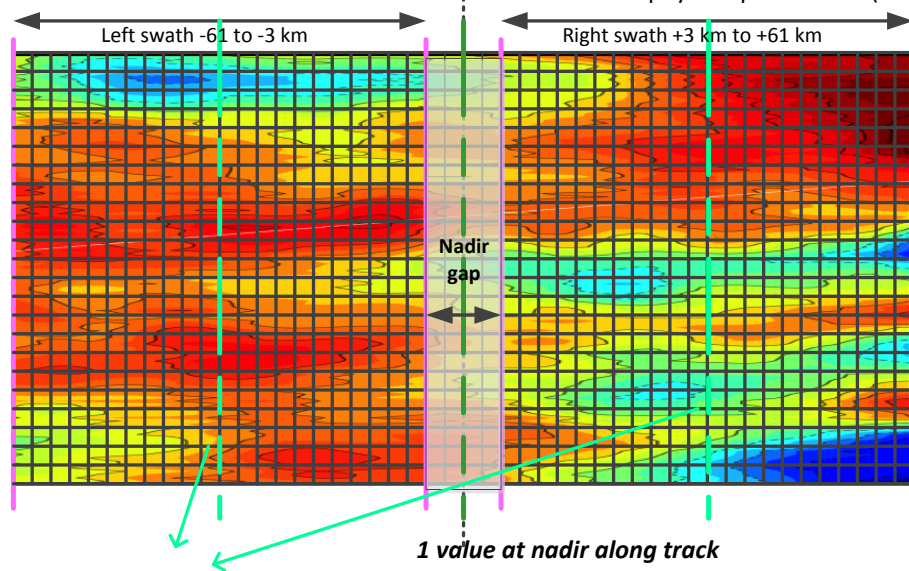 Left swath -61 to -3 km
Right swath +3 km to +61 km
Nadir
gap
1 value at nadir along track